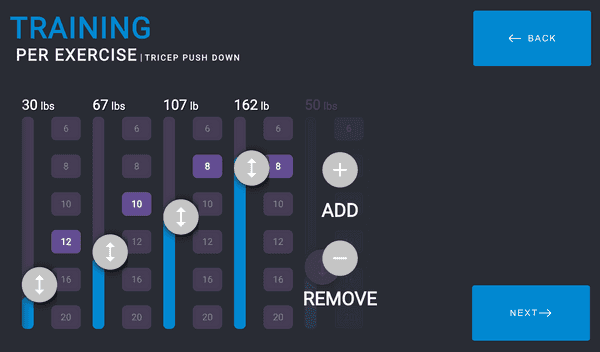 TRAINING
PER EXERCISE | TRICEP PUSH DOWN
← BACK
30 lbs 67 lbs 107 lb 162 lb 50 lbs
6 6 6 6 6
8 8 8 8
ADD
10 10 10 10
12 12 12 12
16 16 16 16
REMOVE
20 20 20 20
NEXT→